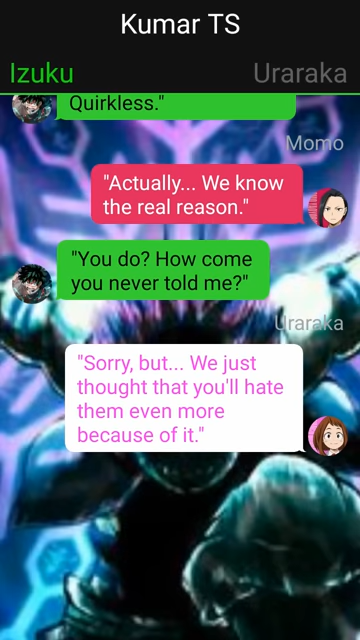 Kumar TS
Izuku
Uraraka
Quirkless."
Momo
"Actually... We know
the real reason."
"You do? How come
you never told me?"
Uraraka
"Sorry, but... We just
thought that you'll hate
them even more
because of it."